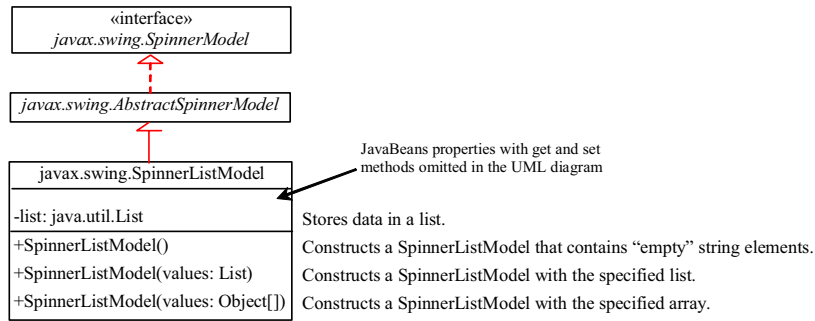 «interface»
javax.swing.SpinnerModel
javax.swing.AbstractSpinnerModel
JavaBeans properties with get and set
methods omitted in the UML diagram
javax.swing.SpinnerListModel
-list: java.util.List
Stores data in a list.
+SpinnerListModel()
Constructs a SpinnerListModel that contains “empty” string elements.
+SpinnerListModel(values: List)
Constructs a SpinnerListModel with the specified list.
+SpinnerListModel(values: Object[])
Constructs a SpinnerListModel with the specified array.